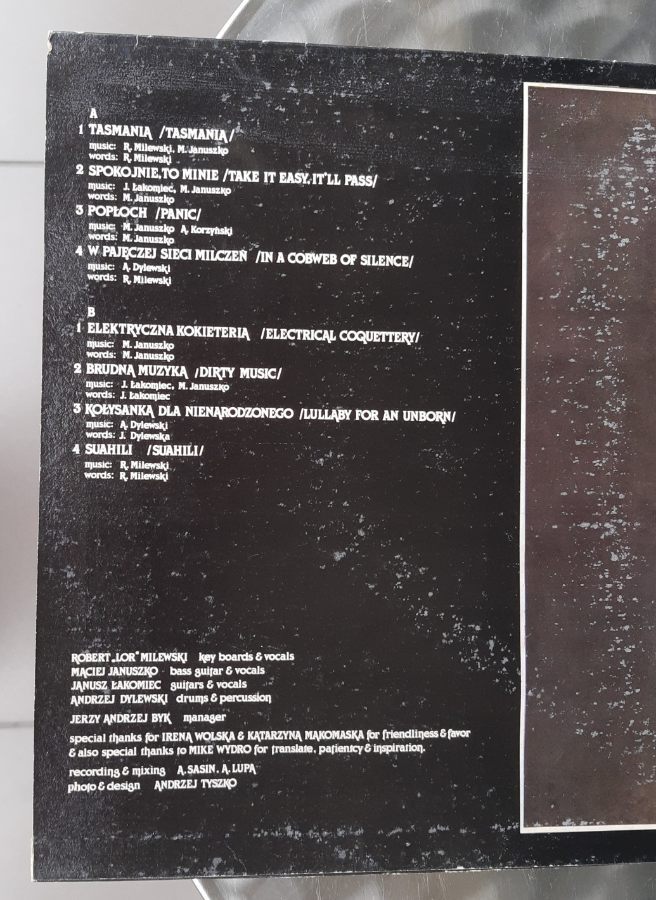 A
1 TASMANIA /TASMANIA/
music: R. Milewski, M. Januszko
words: R. Milewski
2 SPOKOJNIE, TO MINIE /TAKE IT EASY, IT'LL PASS/
music: J. Łakomiec, M. Januszko
words: M. Januszko
3 POPŁOCH /PANIC/
music: M. Januszko A. Korzyński
words: M. Januszko
4 W PAJĘCZEJ SIECI MILCZEŃ /IN A COBWEB OF SILENCE/
music: A. Dylewski
words: R. Milewski
B
1 ELEKTRYCZNA KOKIETERIA /ELECTRICAL COQUETTERY/
music: M. Januszko
words: M. Januszko
2 BRUDNA MUZYKA /DIRTY MUSIC/
music: J. Łakomiec, M. Januszko
words: J. Łakomiec
3 KOŁYSANKA DLA NIENARODZONEGO /LULLABY FOR AN UNBORN/
music: A. Dylewski
words: J. Dylewska
4 SUAHILI /SUAHILI/
music: R. Milewski
words: R. Milewski
ROBERT „LOR” MILEWSKI key boards & vocals
MACIEJ JANUSZKO bass guitar & vocals
JANUSZ ŁAKOMIEC guitars & vocals
ANDRZEJ DYLEWSKI drums & percussion
JERZY ANDRZEJ BYK manager
special thanks for IRENA WOLSKA & KATARZYNA MAKOMASKA for friendliness & favor
& also special thanks to MIKE WYDRO for translate, patiency & inspiration.
recording & mixing A. SASIN, A. LUPA
photo & design ANDRZEJ TYSZKO